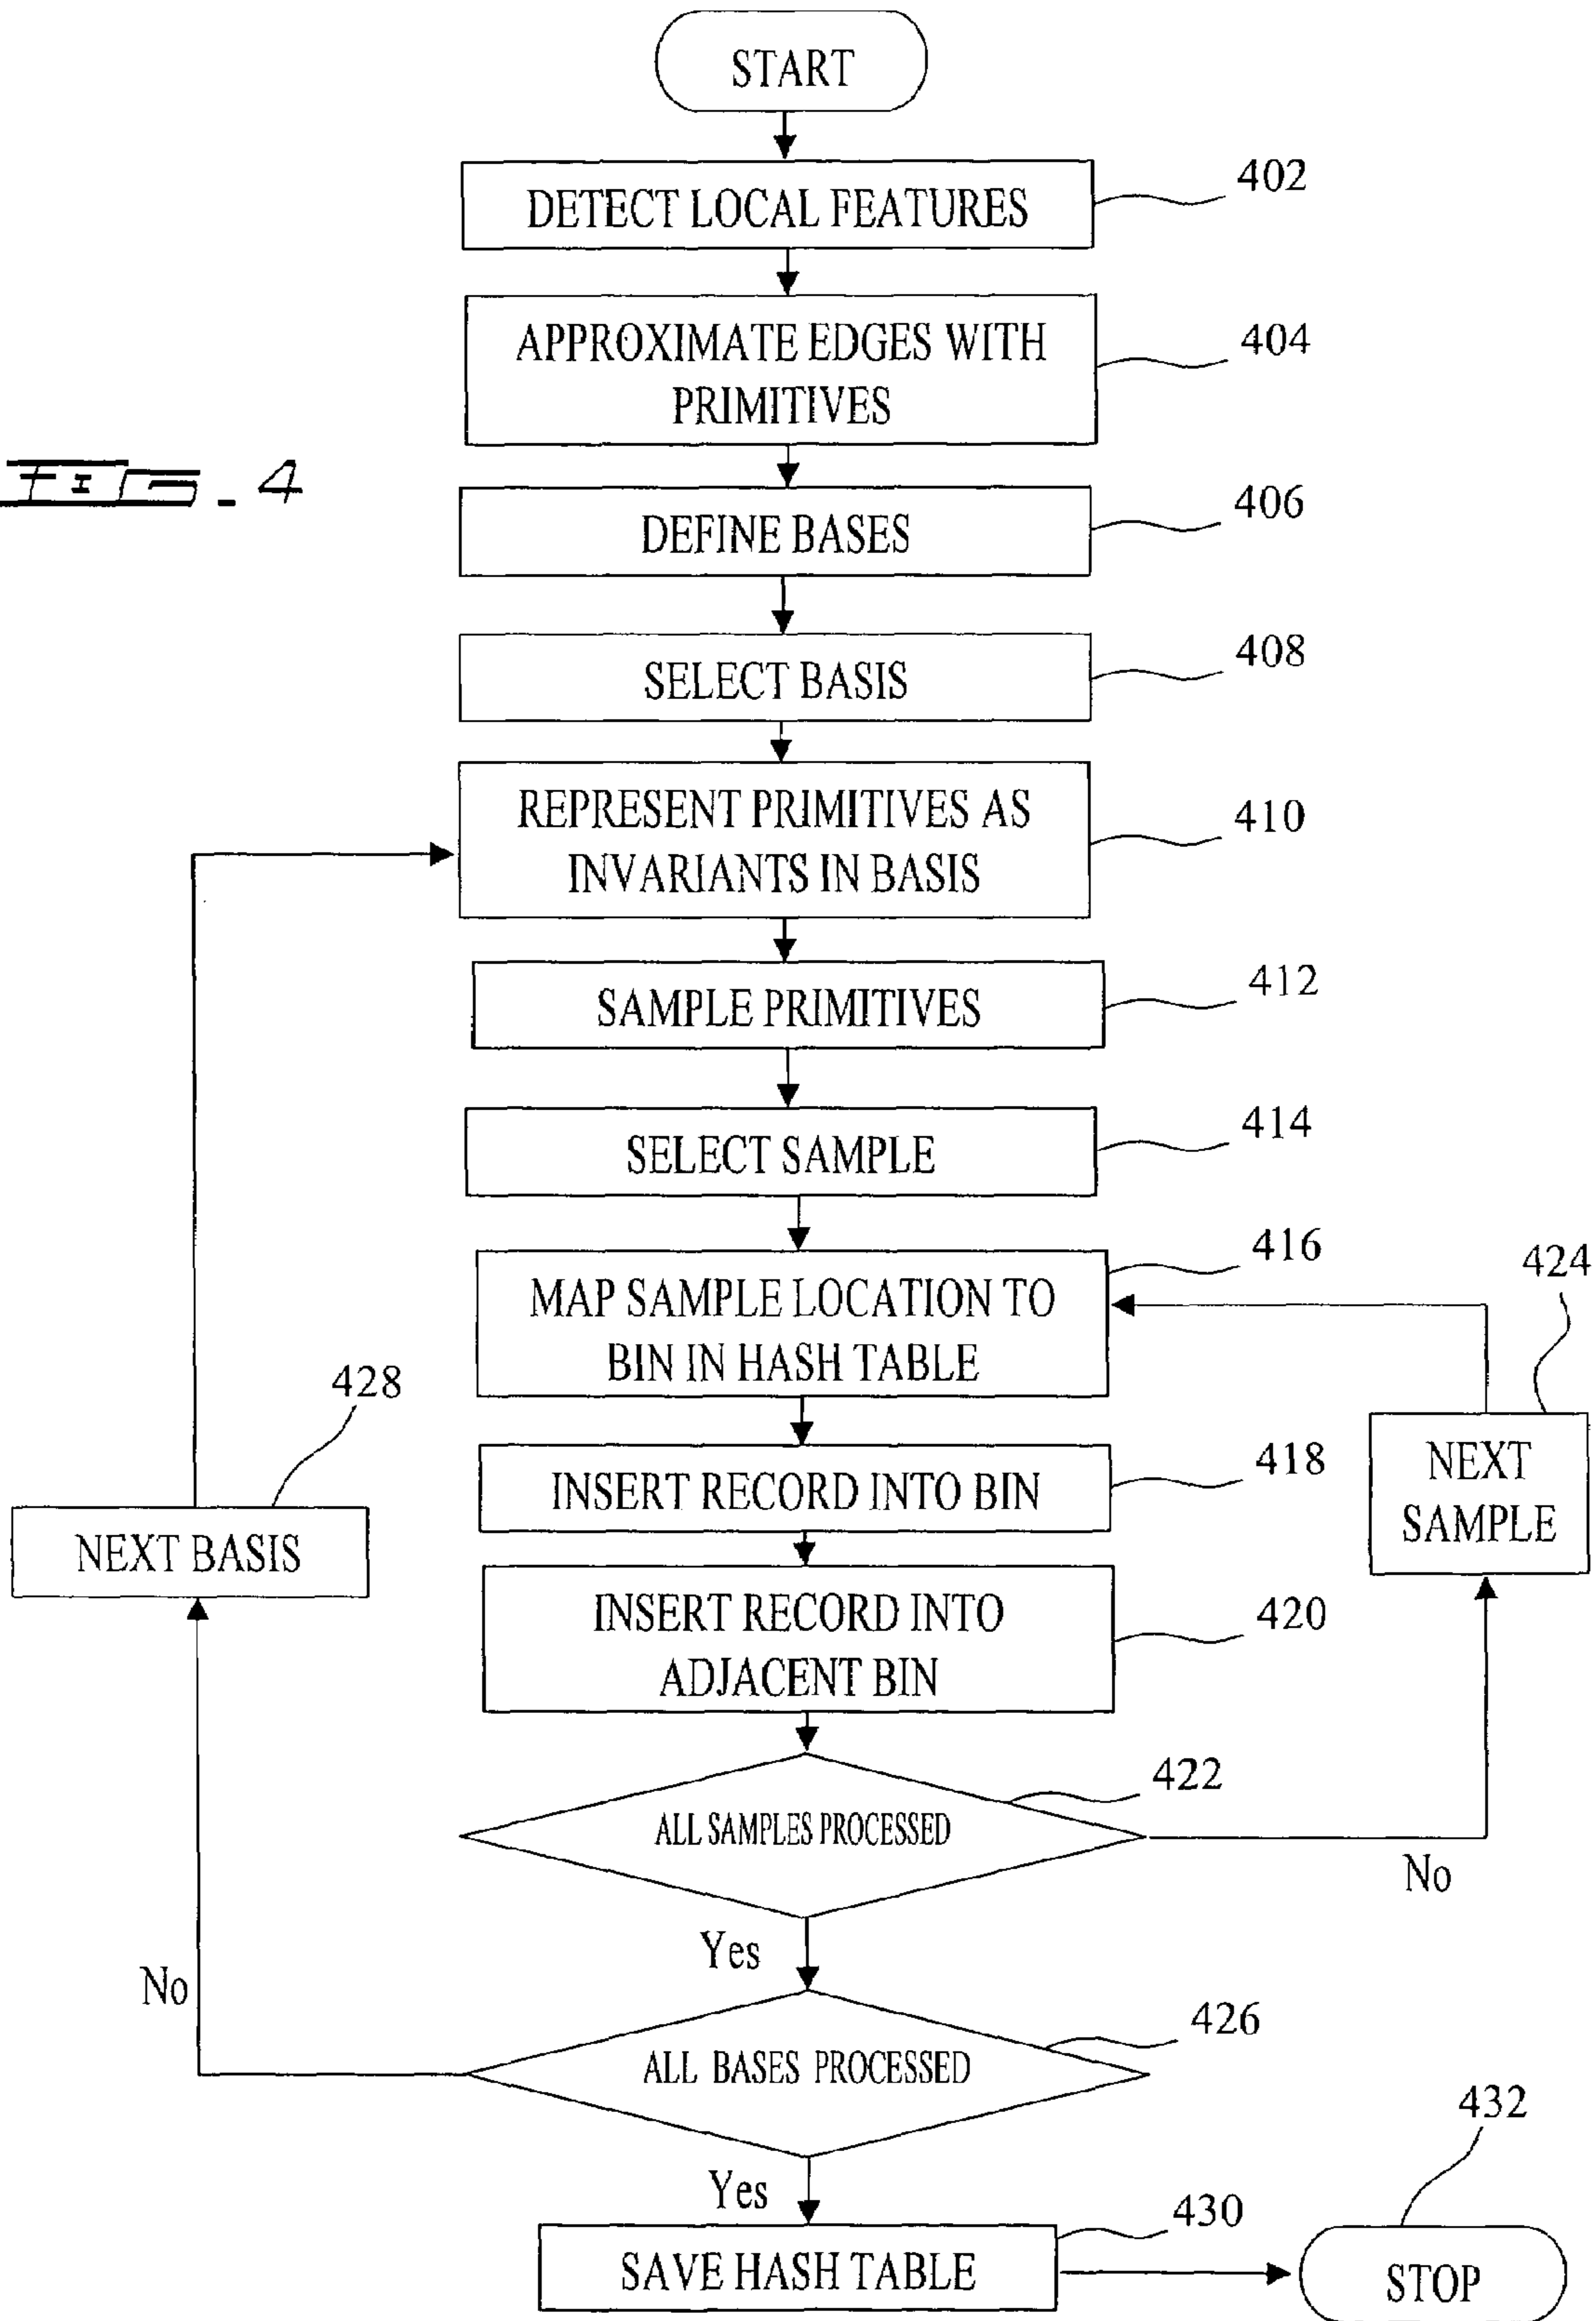 START
DETECT LOCAL FEATURES
402
APPROXIMATE EDGES WITH
PRIMITIVES
404
FIG. 4
DEFINE BASES
406
SELECT BASIS
408
REPRESENT PRIMITIVES AS
INVARIANTS IN BASIS
410
SAMPLE PRIMITIVES
412
SELECT SAMPLE
414
MAP SAMPLE LOCATION TO
BIN IN HASH TABLE
416
424
NEXT
SAMPLE
428
NEXT BASIS
INSERT RECORD INTO BIN
418
INSERT RECORD INTO
ADJACENT BIN
420
ALL SAMPLES PROCESSED
422
No
Yes
No
ALL BASES PROCESSED
426
Yes
SAVE HASH TABLE
430
432
STOP